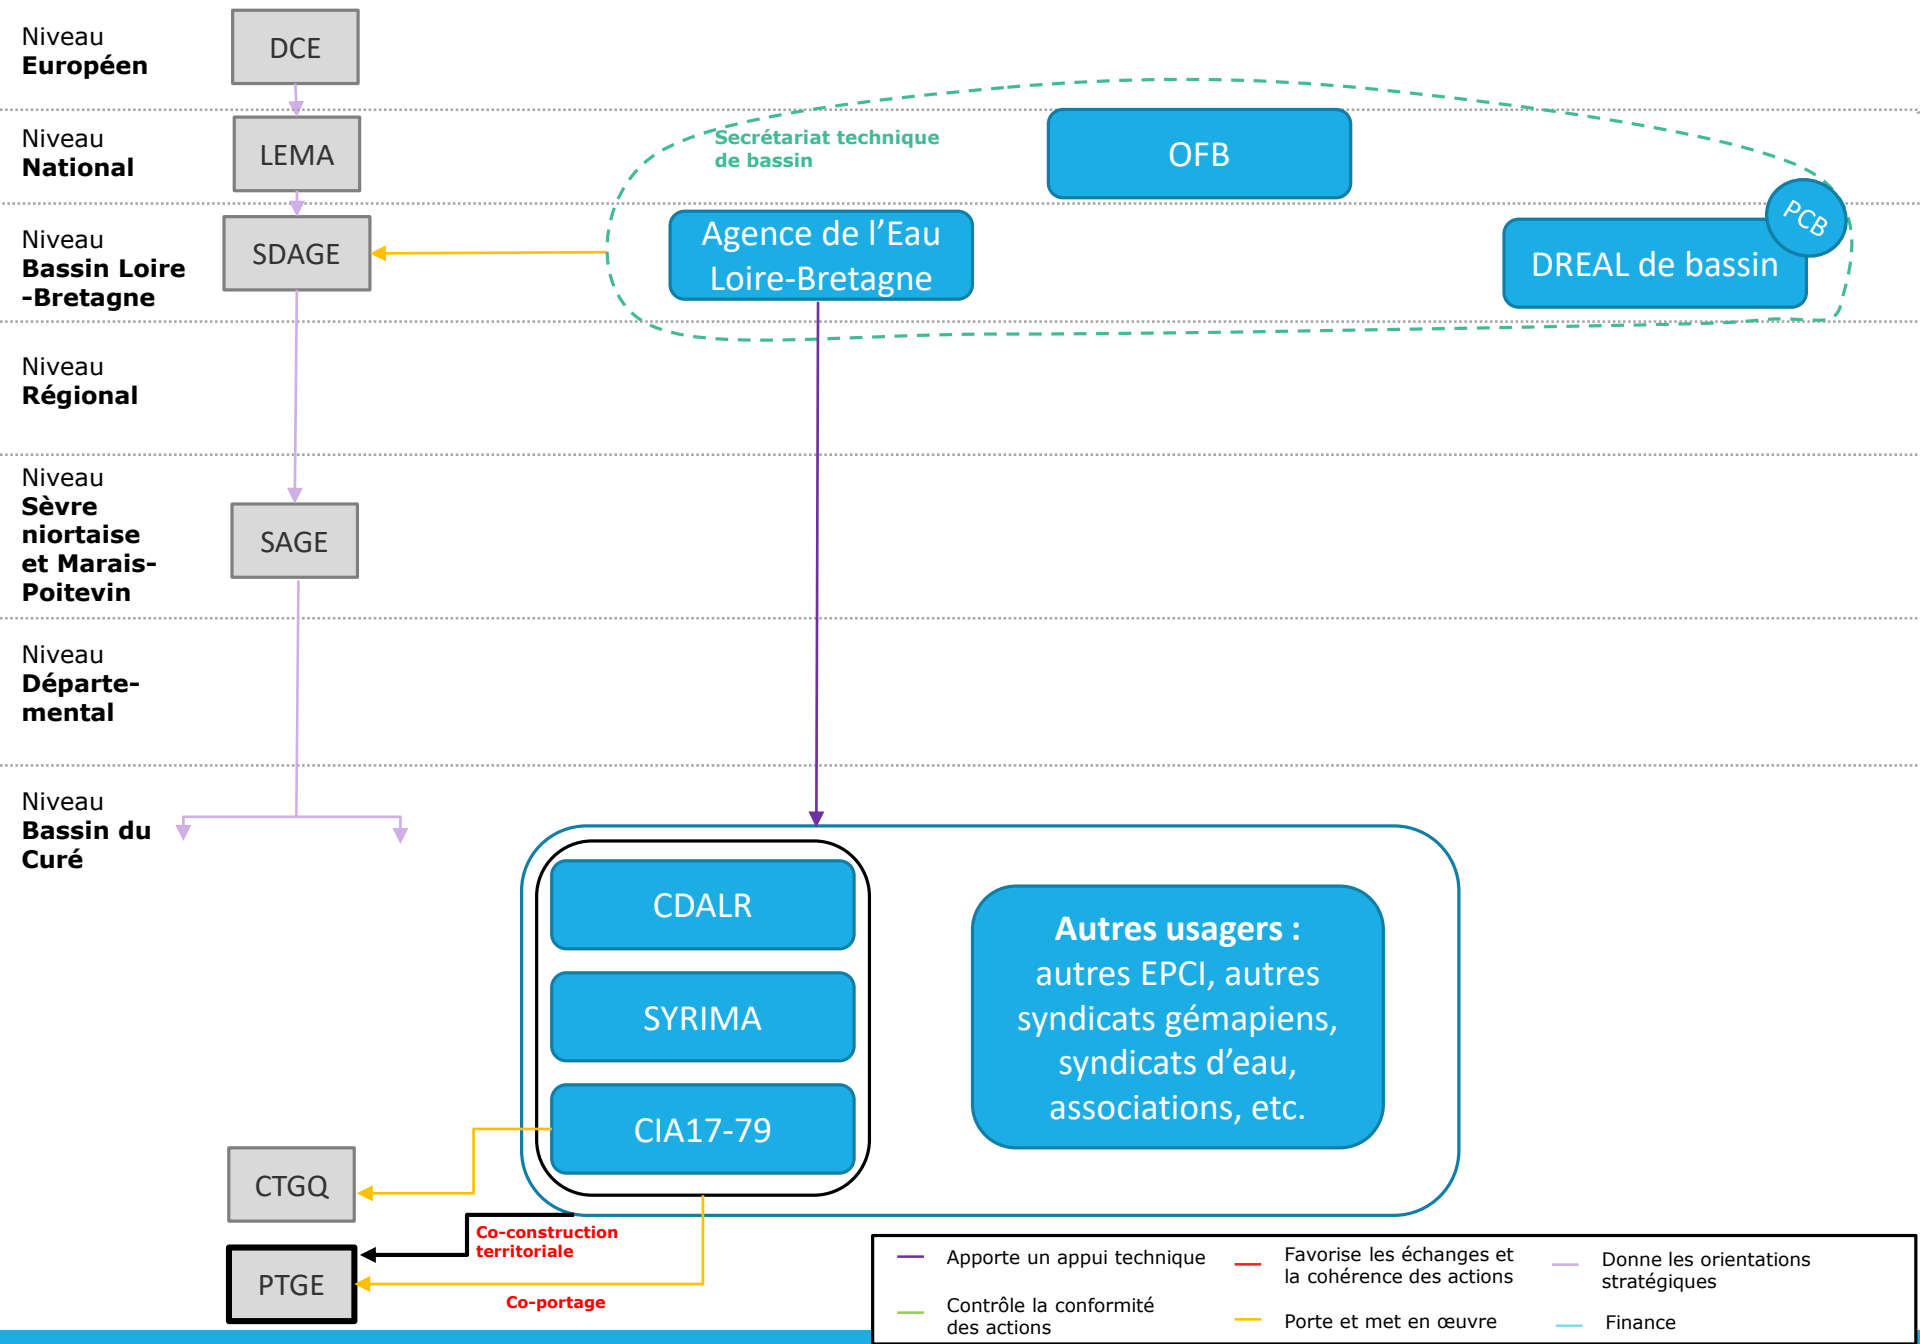 Niveau
Européen
DCE
Niveau
National
LEMA
Secrétariat technique
de bassin
OFB
PCB
Niveau
Bassin Loire
-Bretagne
SDAGE
Agence de l’Eau
Loire-Bretagne
DREAL de bassin
Niveau
Régional
Niveau
Sèvre
niortaise
et Marais-
Poitevin
SAGE
Niveau
Départe-
mental
Niveau
Bassin du
Curé
CDALR
SYRIMA
CIA17-79
Autres usagers :
autres EPCI, autres
syndicats gémapiens,
syndicats d’eau,
associations, etc.
CTGQ
Co-construction
territoriale
PTGE
Co-portage
Apporte un appui technique
Favorise les échanges et
la cohérence des actions
Donne les orientations
stratégiques
Contrôle la conformité
des actions
Porte et met en œuvre
Finance